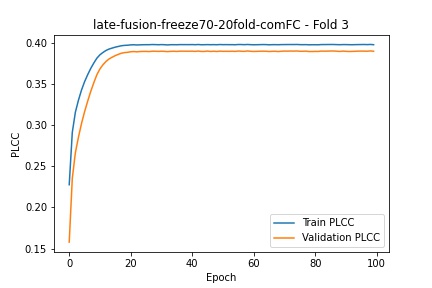 late-fusion-freeze70-20fold-comFC - Fold 3
0.40
0.35
0.30
0.25
0.20
0.15
PLCC
Train PLCC
Validation PLCC
0 20 40 60 80 100
Epoch